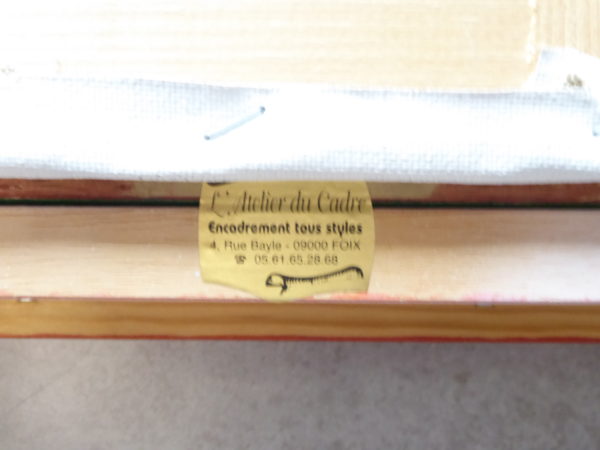 L'Atelier du Cadre
Encadrement tous styles
4, Rue Bayle - 09000 FOIX
☎ 05.61.65.28.68